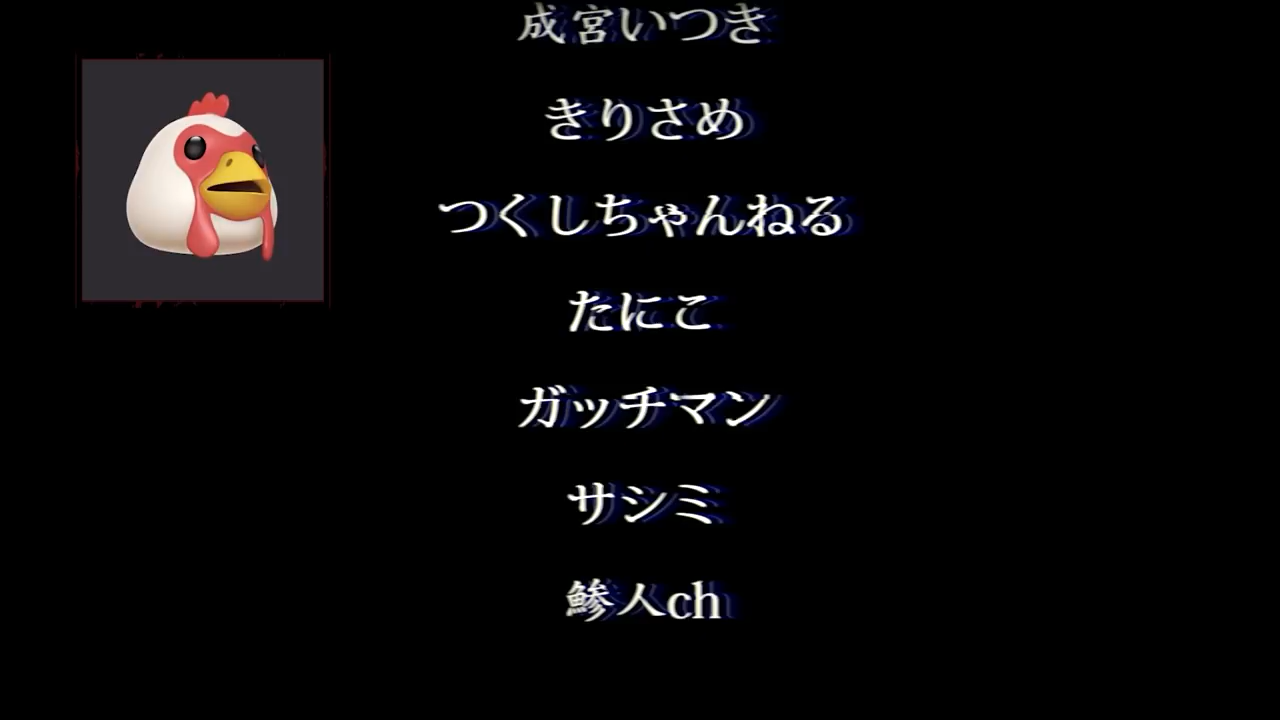 成宮いつき
きりさめ
つくしちゃんねる
たにこ
ガッチマン
サシミ
鯵人ch